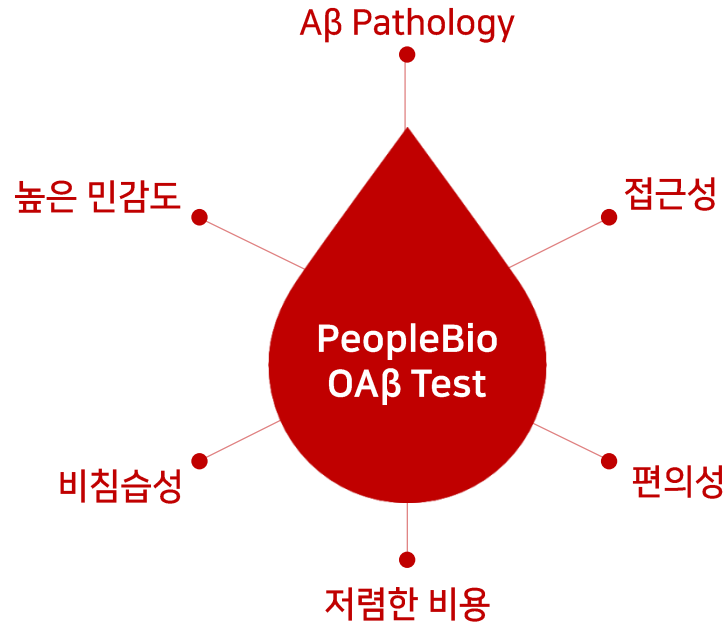 Aβ Pathology
높은 민감도
접근성
PeopleBio
OAβ Test
비침습성
편의성
저렴한 비용